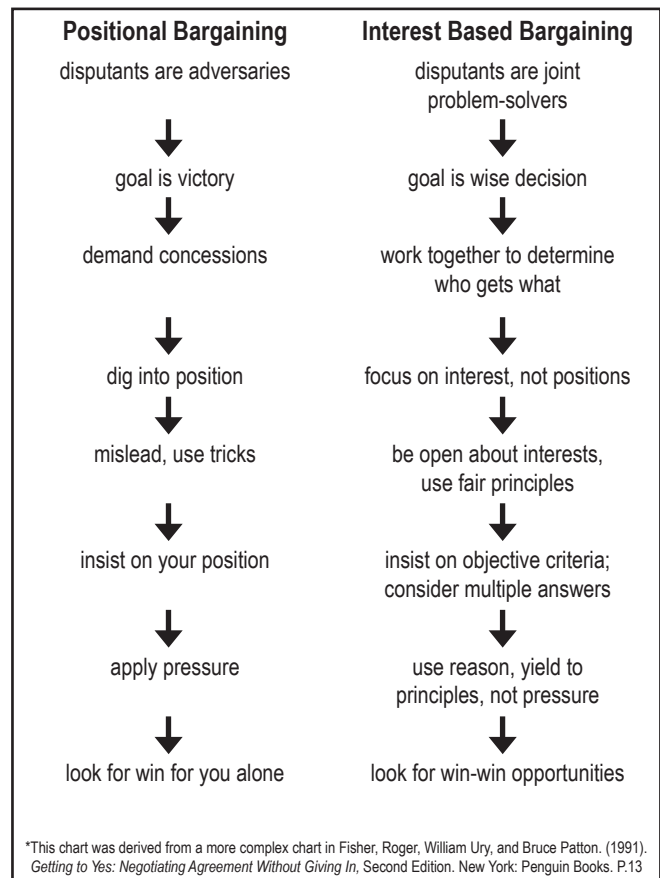 Positional Bargaining
disputants are adversaries
goal is victory
demand concessions
dig into position
mislead, use tricks
insist on your position
apply pressure
look for win for you alone
Interest Based Bargaining
disputants are joint
problem-solvers
goal is wise decision
work together to determine
who gets what
focus on interest, not positions
be open about interests,
use fair principles
insist on objective criteria;
consider multiple answers
use reason, yield to
principles, not pressure
look for win-win opportunities
*This chart was derived from a more complex chart in Fisher, Roger, William Ury, and Bruce Patton. (1991).
Getting to Yes: Negotiating Agreement Without Giving In, Second Edition. New York: Penguin Books. P.13